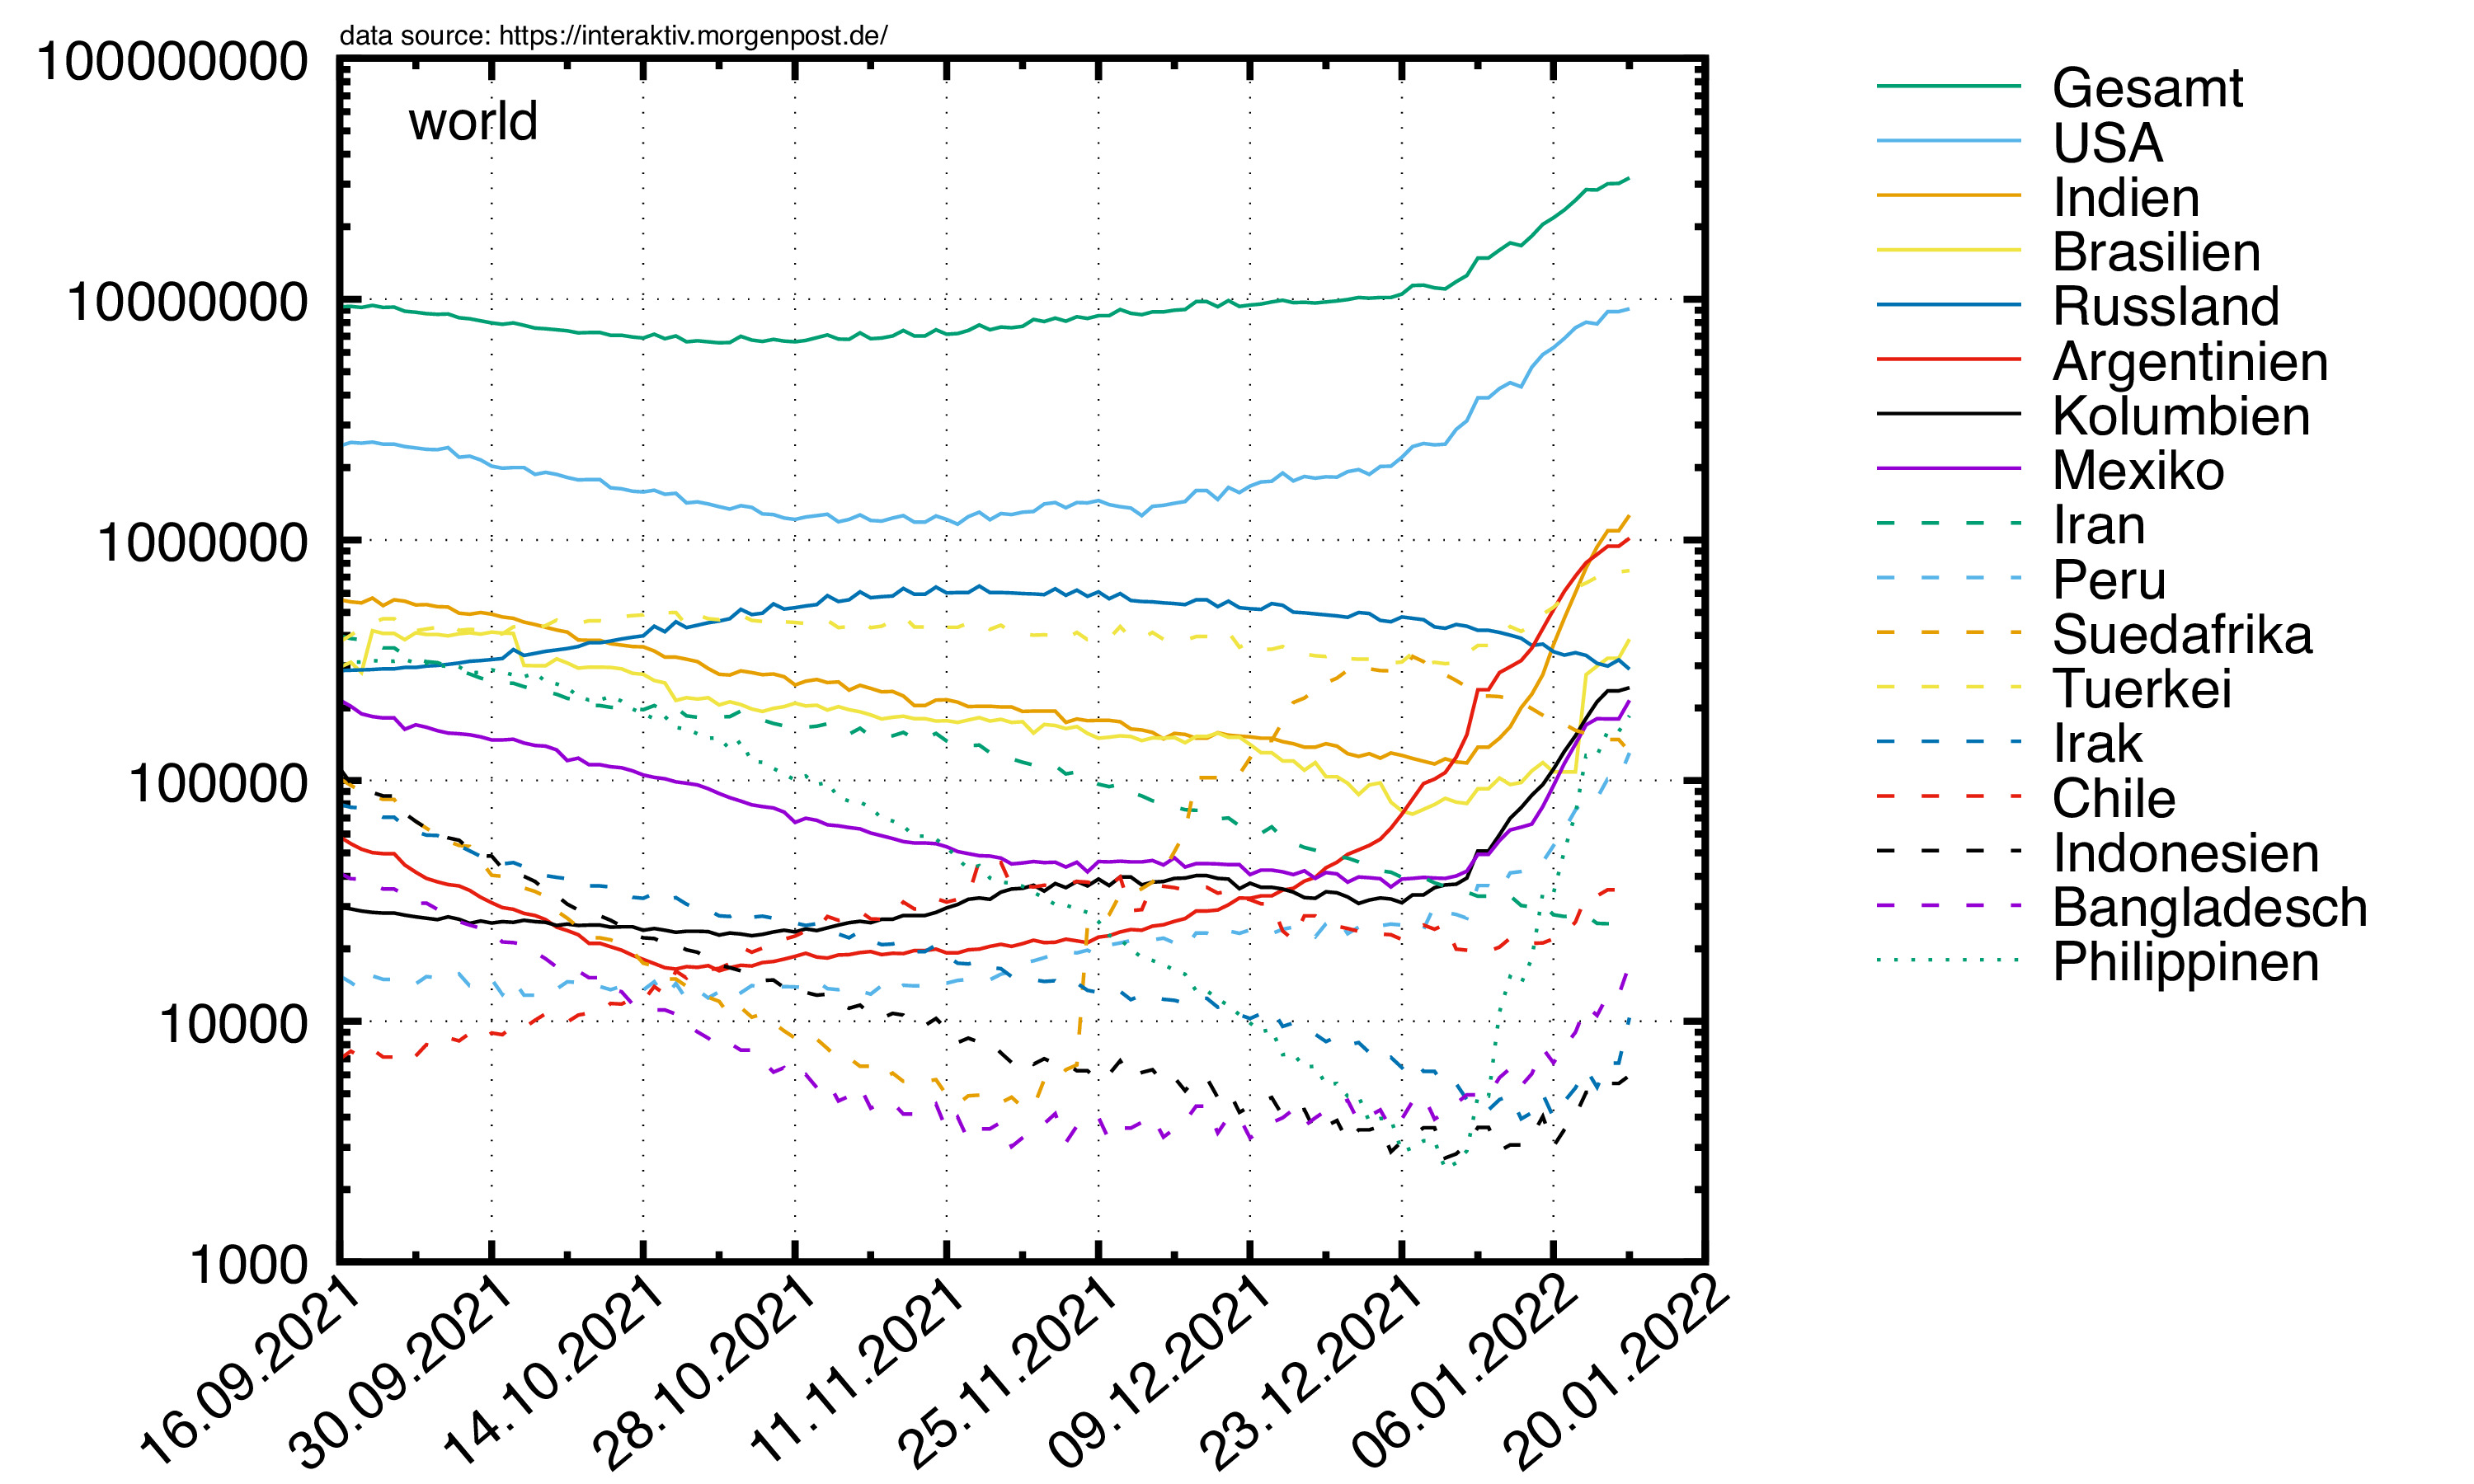 data source: https://interaktiv.morgenpost.de/
world
100000000
10000000
1000000
100000
10000
1000
16.09.2021
30.09.2021
14.10.2021
28.10.2021
11.11.2021
25.11.2021
09.12.2021
23.12.2021
06.01.2022
20.01.2022
Gesamt
USA
Indien
Brasilien
Russland
Argentinien
Kolumbien
Mexiko
Iran
Peru
Suedafrika
Tuerkei
Irak
Chile
Indonesien
Bangladesch
Philippinen